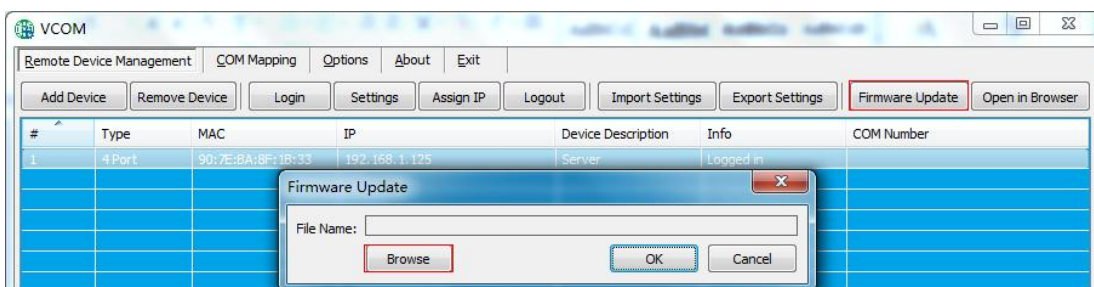 VCOM
Remote Device Management COM Mapping Options About Exit
Add Device Remove Device Login Settings Assign IP Logout Import Settings Export Settings Firmware Update Open in Browser
# Type MAC IP Device Description Info COM Number
1 4 Port 90:7E:BA:8F:1B:33 192.168.1.125 Server Logged in
Firmware Update
File Name:
Browse OK Cancel